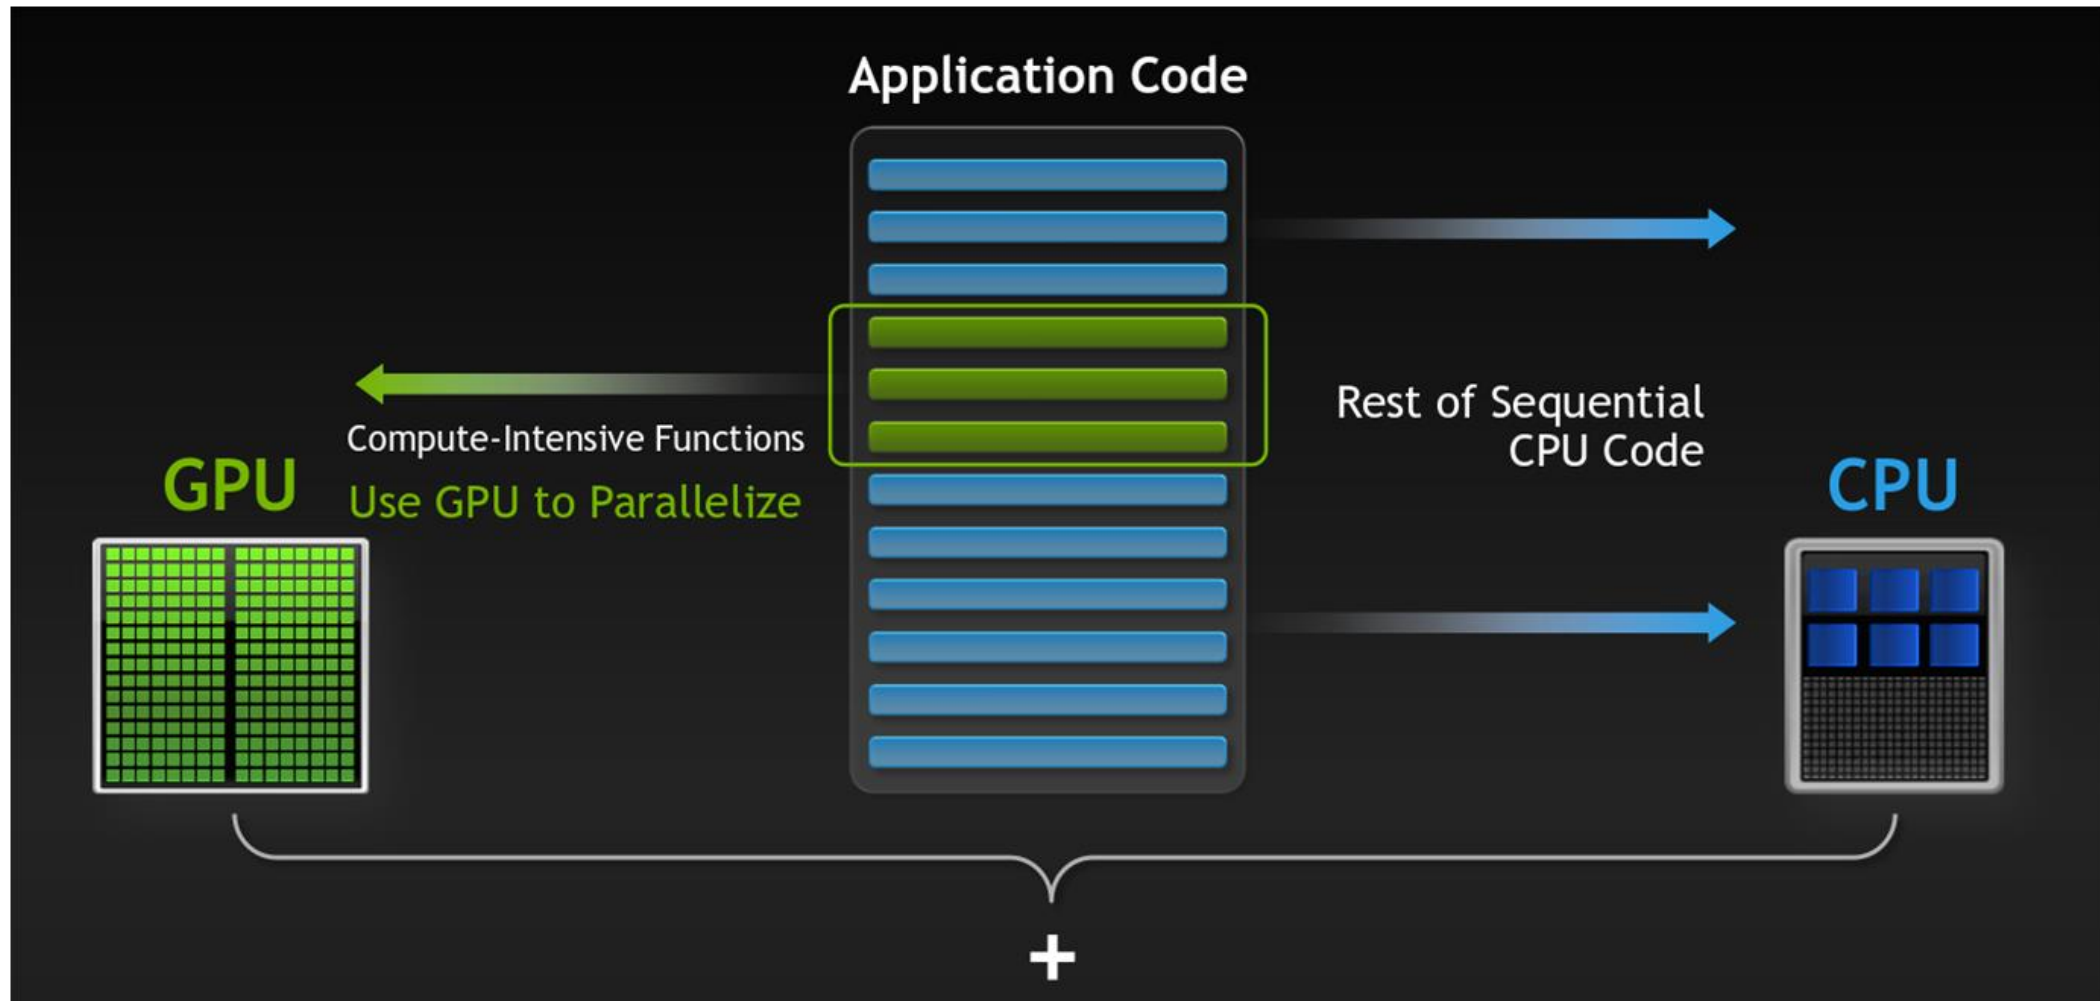 Application Code
Compute-Intensive Functions
Use GPU to Parallelize
GPU
Rest of Sequential
CPU Code
CPU
+